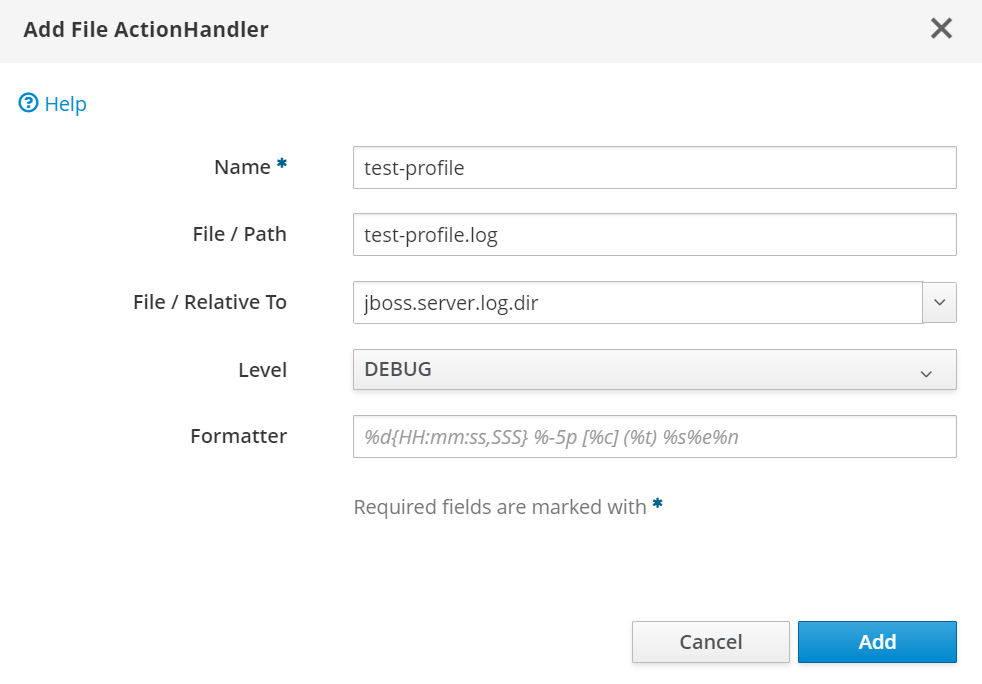 Add File ActionHandler
Help
Name *
test-profile
File / Path
test-profile.log
File / Relative To
jboss.server.log.dir
Level
DEBUG
Formatter
%d{HH:mm:ss,SSS} %-5p [%c] (%t) %s%e%n
Required fields are marked with *
Cancel
Add